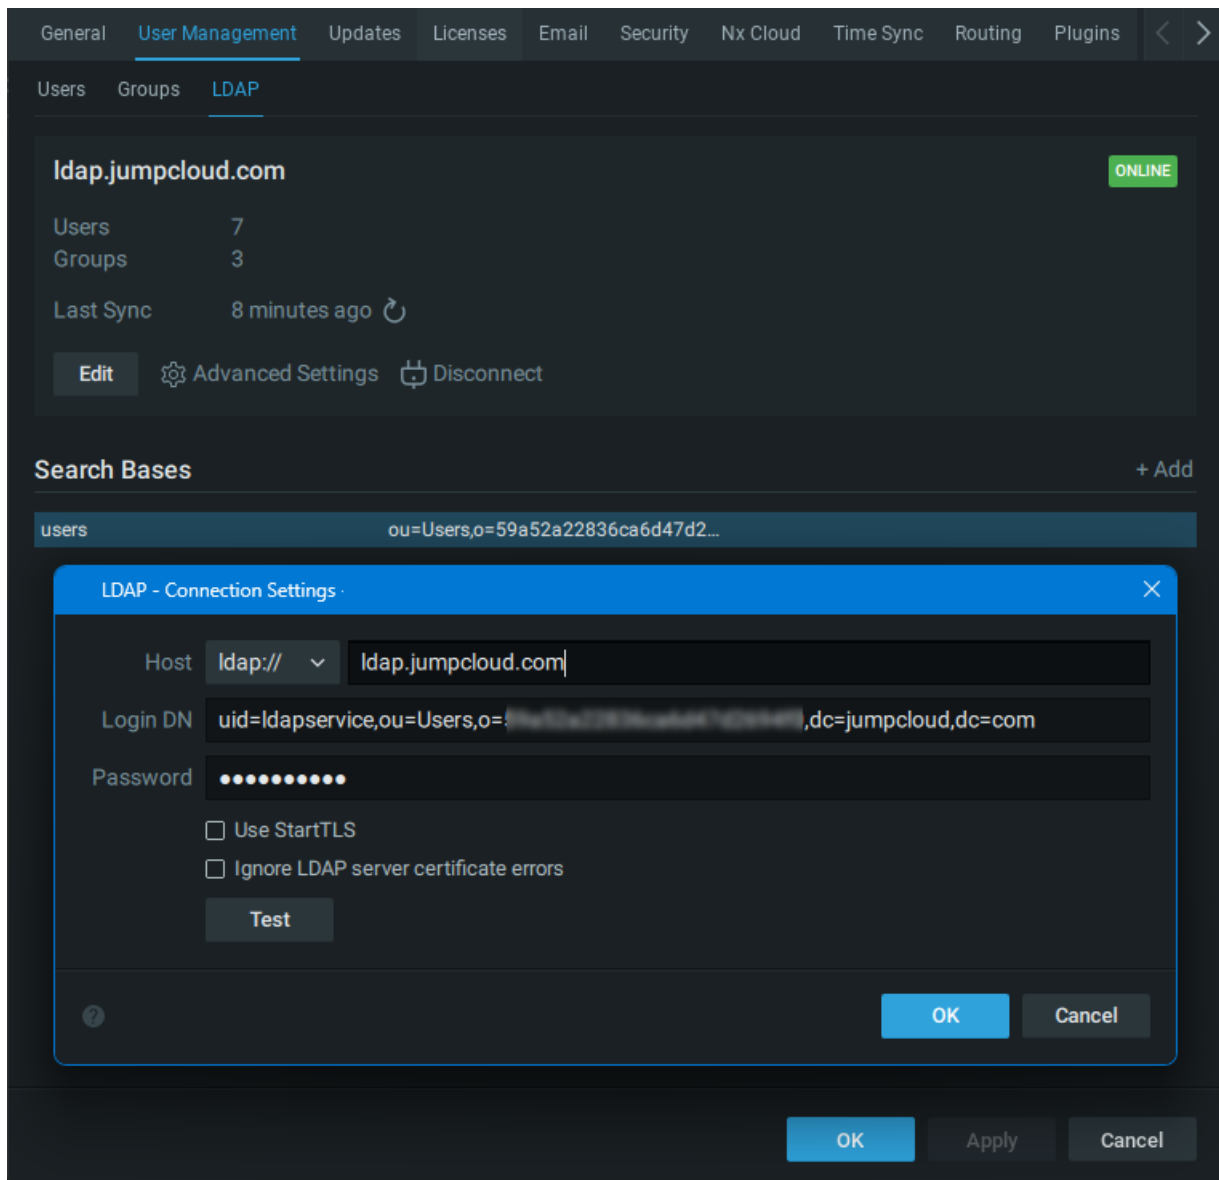 General User Management Updates Licenses Email Security Nx Cloud Time Sync Routing Plugins
Users Groups LDAP
ldap.jumpcloud.com ONLINE
Users 7
Groups 3
Last Sync 8 minutes ago
Edit Advanced Settings Disconnect
Search Bases + Add
users ou=Users,o=59a52a22836ca6d47d2...
LDAP - Connection Settings
Host ldap:// ldap.jumpcloud.com
Login DN uid=ldapservice,ou=Users,o= ,dc=jumpcloud,dc=com
Password ●●●●●●●●●●
Use StartTLS
Ignore LDAP server certificate errors
Test
? OK Cancel
OK Apply Cancel